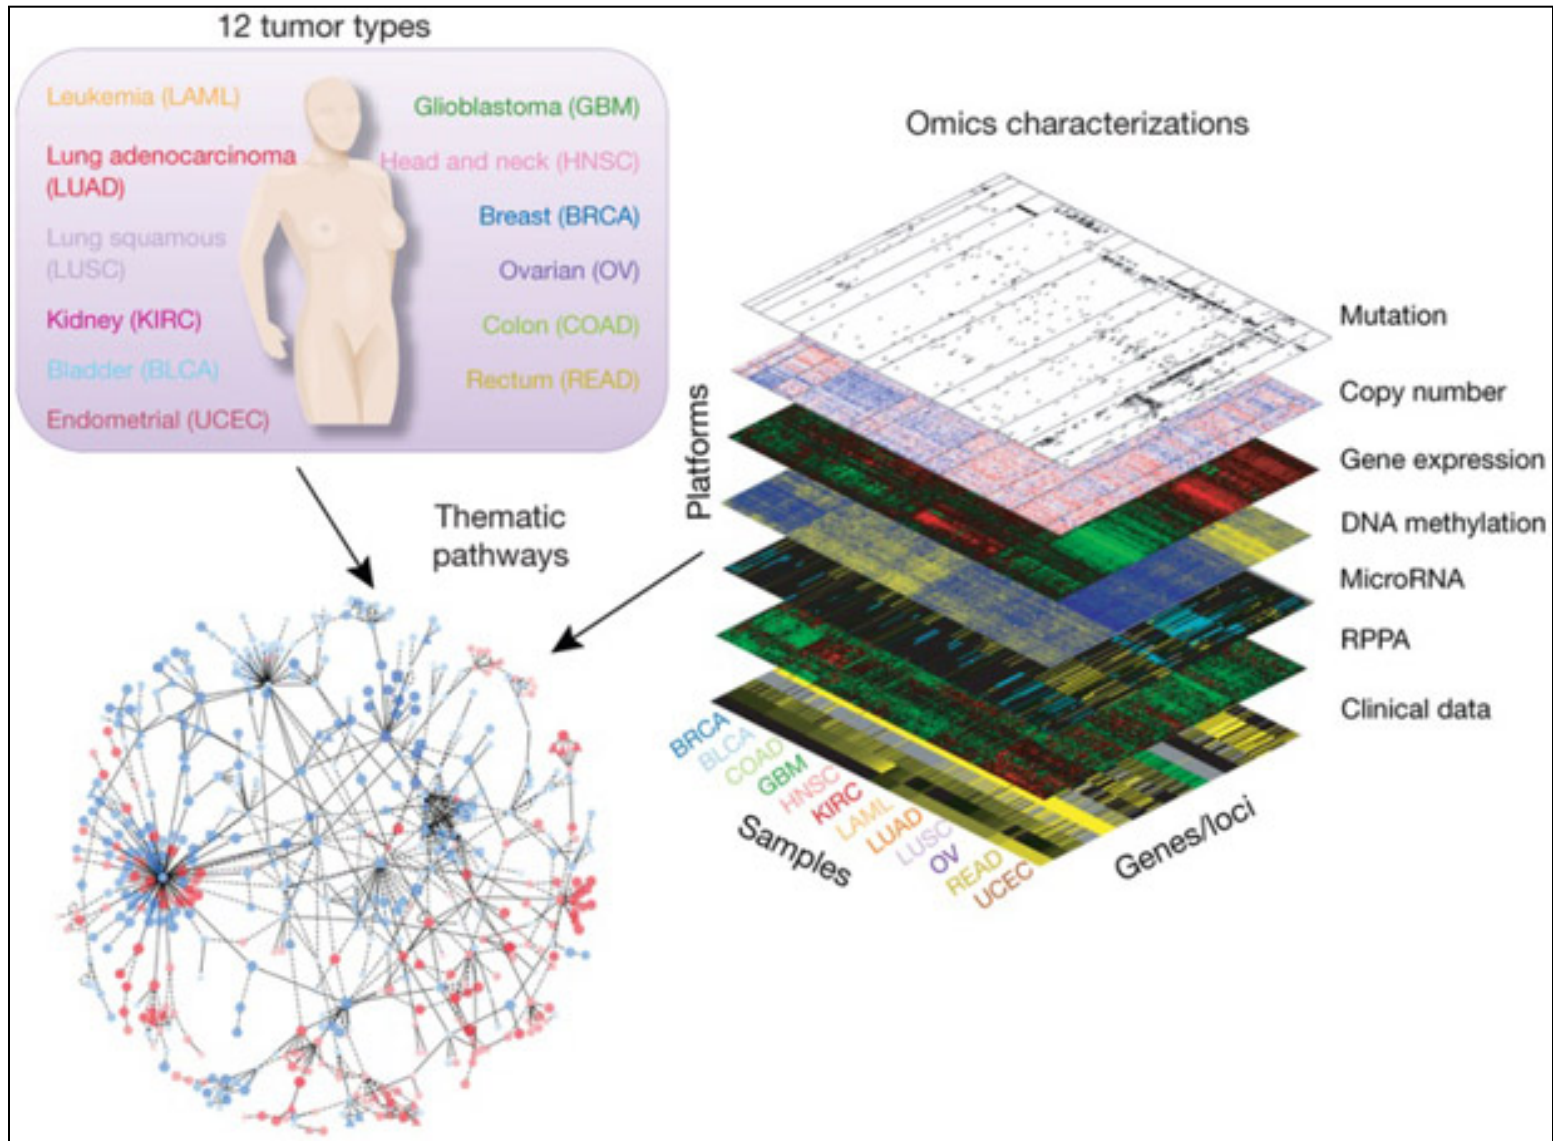 12 tumor types
Leukemia (LAML)
Lung adenocarcinoma
(LUAD)
Lung squamous
(LUSC)
Kidney (KIRC)
Bladder (BLCA)
Endometrial (UCEC)
Glioblastoma (GBM)
Head and neck (HNSC)
Breast (BRCA)
Ovarian (OV)
Colon (COAD)
Rectum (READ)
Thematic
pathways
Omics characterizations
Platforms
Mutation
Copy number
Gene expression
DNA methylation
MicroRNA
RPPA
Clinical data
BRCA
BLCA
COAD
GBM
HNSC
KIRC
LAML
LUAD
LUSC
OV
READ
UCEC
Samples
Genes/loci